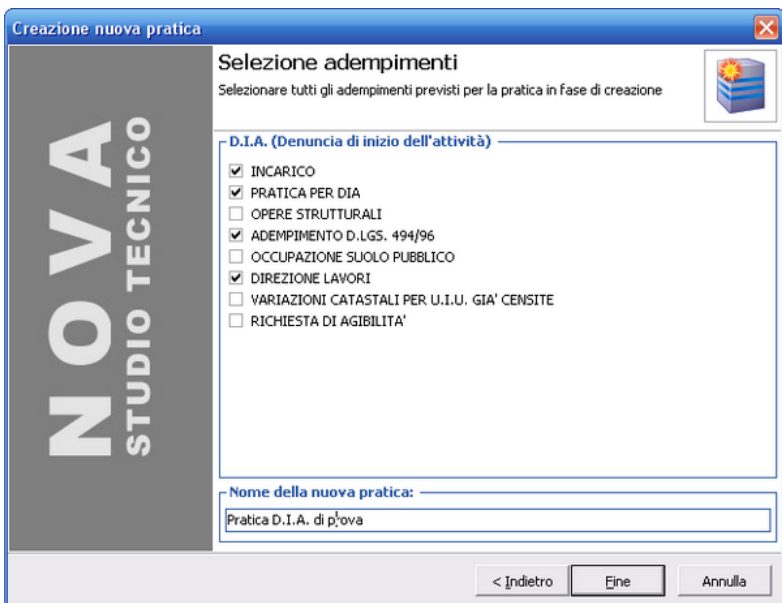 Creazione nuova pratica
NOVA
STUDIO TECNICO
Selezione adempimenti
Selezionare tutti gli adempimenti previsti per la pratica in fase di creazione
D.I.A. (Denuncia di inizio dell'attività)
INCARICO
PRATICA PER DIA
OPERE STRUTTURALI
ADEMPIMENTO D.LGS. 494/96
OCCUPAZIONE SUOLO PUBBLICO
DIREZIONE LAVORI
VARIAZIONI CATASTALI PER U.I.U. GIA' CENSITE
RICHIESTA DI AGIBILITA'
Nome della nuova pratica:
Pratica D.I.A. di prova
< Indietro
Fine
Annulla